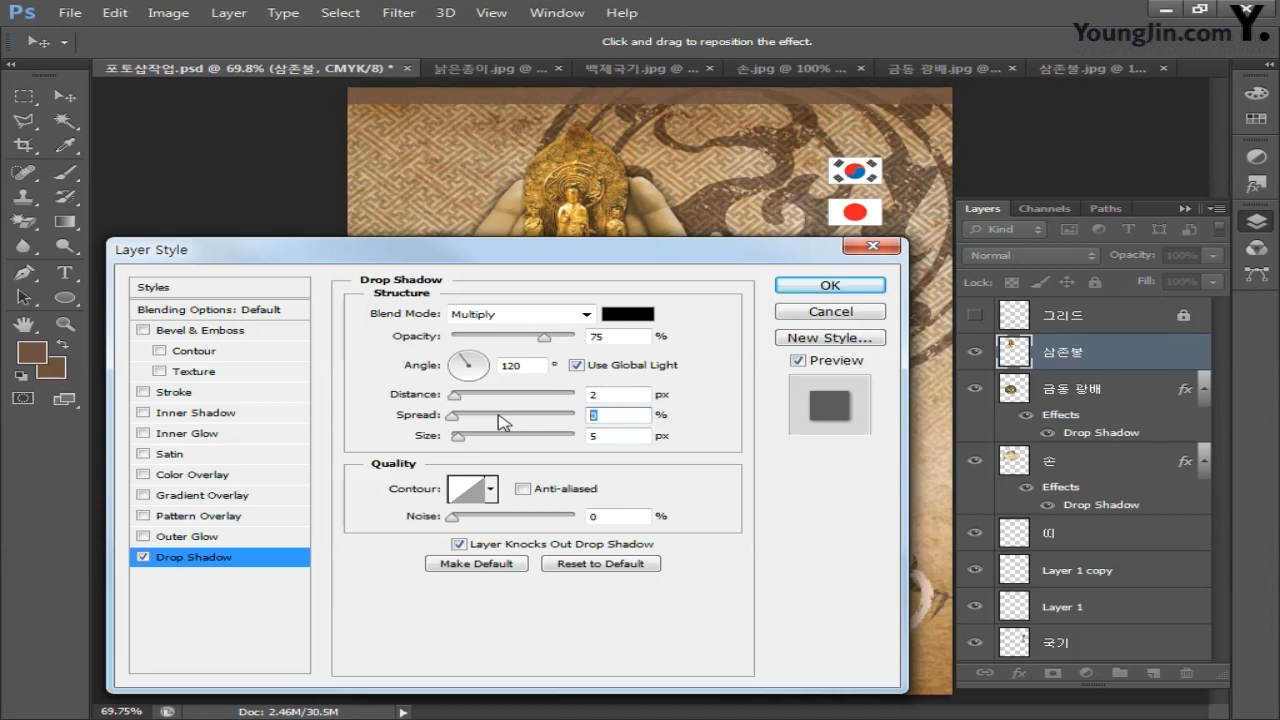 Ps File Edit Image Layer Type Select Filter 3D View Window Help
YoungJin.com Y.
Click and drag to reposition the effect.
포토샵작업.psd @ 69.8% (삼존불, CMYK/8) * × 낡은종이.jpg @ ... × 백제국기.jpg @ ... × 손.jpg @ 100% ... × 금동 광배.jpg @... × 삼존불.jpg @ 1... ×
Layers Channels Paths
Kind
Normal Opacity: 100%
Lock: Fill: 100%
그리드
삼존불
금동 광배 fx
Effects
Drop Shadow
손 fx
Effects
Drop Shadow
띠
Layer 1 copy
Layer 1
국기
Layer Style
Styles
Blending Options: Default
Bevel & Emboss
Contour
Texture
Stroke
Inner Shadow
Inner Glow
Satin
Color Overlay
Gradient Overlay
Pattern Overlay
Outer Glow
Drop Shadow
Drop Shadow
Structure
Blend Mode: Multiply
Opacity: 75 %
Angle: 120 ° Use Global Light
Distance: 2 px
Spread: 0 %
Size: 5 px
Quality
Contour: Anti-aliased
Noise: 0 %
Layer Knocks Out Drop Shadow
Make Default Reset to Default
OK
Cancel
New Style...
Preview
69.75% Doc: 2.46M/30.5M